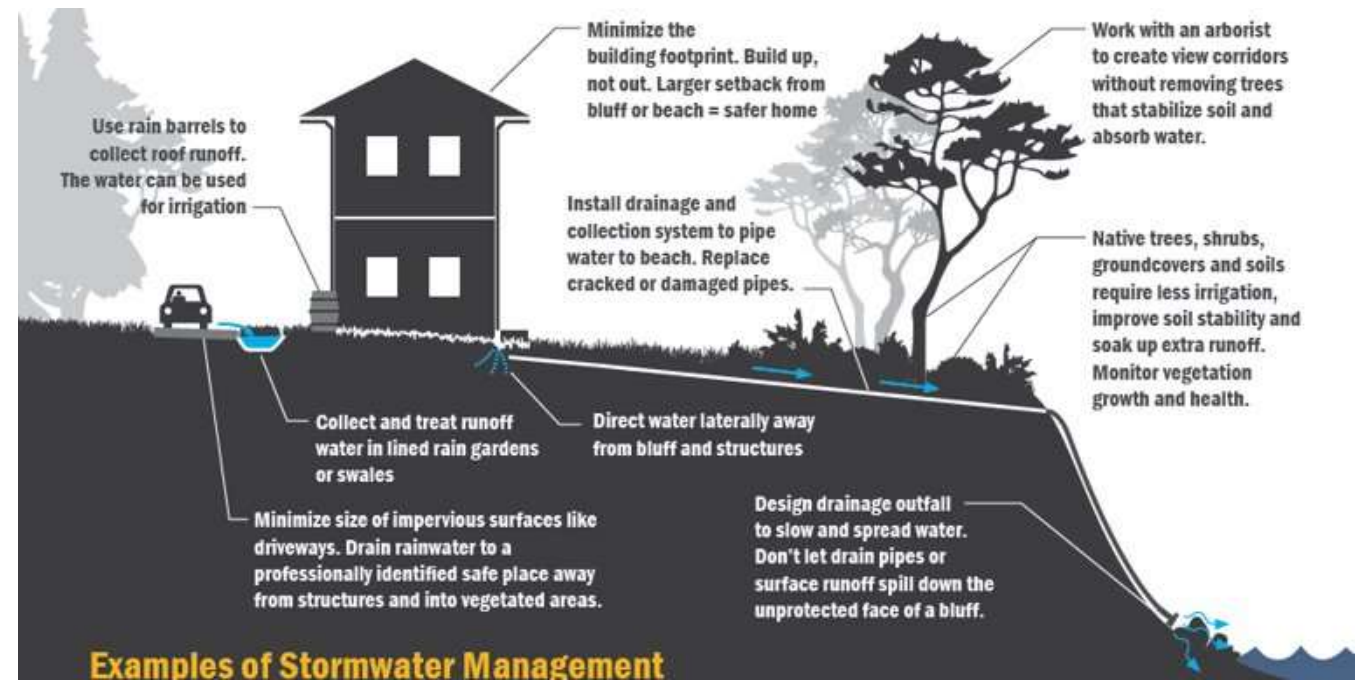 Minimize the
building footprint. Build up,
not out. Larger setback from
bluff or beach = safer home
Work with an arborist
to create view corridors
without removing trees
that stabilize soil and
absorb water.
Use rain barrels to
collect roof runoff.
The water can be used
for irrigation
Install drainage and
collection system to pipe
water to beach. Replace
cracked or damaged pipes.
Native trees, shrubs,
groundcovers and soils
require less irrigation,
improve soil stability and
soak up extra runoff.
Monitor vegetation
growth and health.
Collect and treat runoff
water in lined rain gardens
or swales
Direct water laterally away
from bluff and structures
Minimize size of impervious surfaces like
driveways. Drain rainwater to a
professionally identified safe place away
from structures and into vegetated areas.
Design drainage outfall
to slow and spread water.
Don't let drain pipes or
surface runoff spill down the
unprotected face of a bluff.
Examples of Stormwater Management